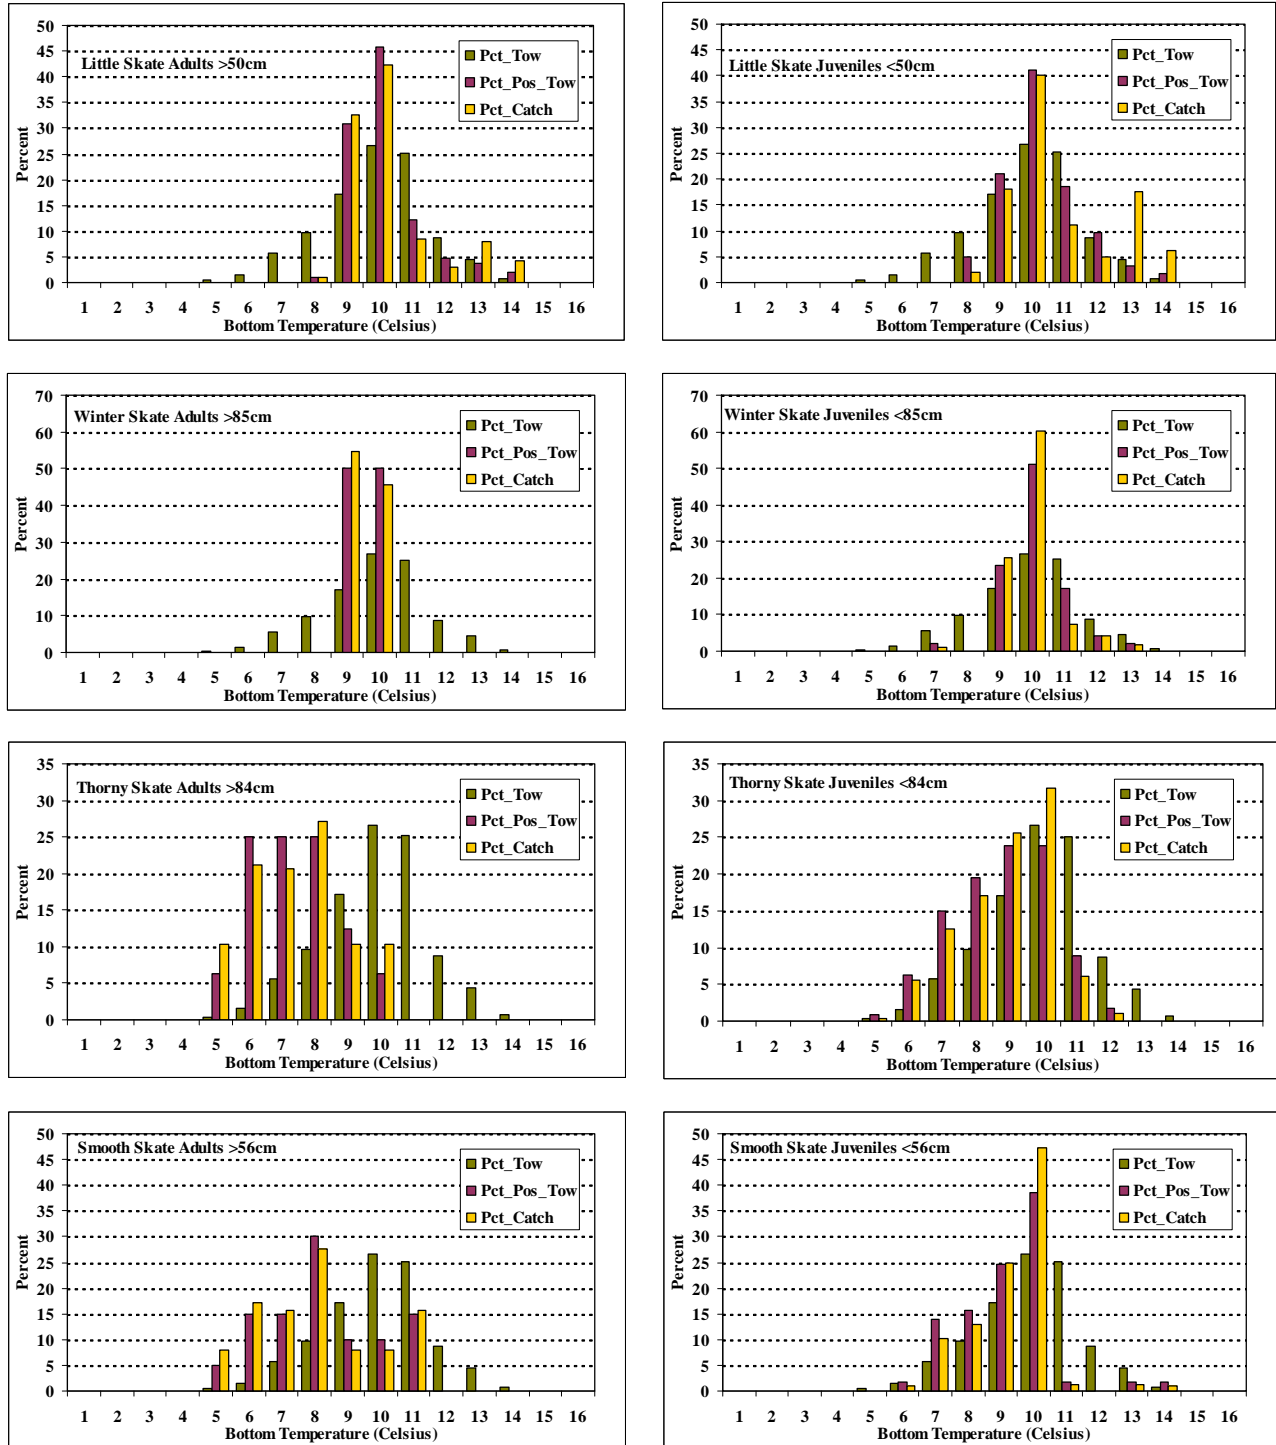 Little Skate Adults >50cm
Pct_Tow
Pct_Pos_Tow
Pct_Catch
Percent
50
45
40
35
30
25
20
15
10
5
0
1 2 3 4 5 6 7 8 9 10 11 12 13 14 15 16
Bottom Temperature (Celsius)
Little Skate Juveniles <50cm
Pct_Tow
Pct_Pos_Tow
Pct_Catch
Percent
50
45
40
35
30
25
20
15
10
5
0
1 2 3 4 5 6 7 8 9 10 11 12 13 14 15 16
Bottom Temperature (Celsius)
Winter Skate Adults >85cm
Pct_Tow
Pct_Pos_Tow
Pct_Catch
Percent
70
60
50
40
30
20
10
0
1 2 3 4 5 6 7 8 9 10 11 12 13 14 15 16
Bottom Temperature (Celsius)
Winter Skate Juveniles <85cm
Pct_Tow
Pct_Pos_Tow
Pct_Catch
Percent
70
60
50
40
30
20
10
0
1 2 3 4 5 6 7 8 9 10 11 12 13 14 15 16
Bottom Temperature (Celsius)
Thorny Skate Adults >84cm
Pct_Tow
Pct_Pos_Tow
Pct_Catch
Percent
35
30
25
20
15
10
5
0
1 2 3 4 5 6 7 8 9 10 11 12 13 14 15 16
Bottom Temperature (Celsius)
Thorny Skate Juveniles <84cm
Pct_Tow
Pct_Pos_Tow
Pct_Catch
Percent
35
30
25
20
15
10
5
0
1 2 3 4 5 6 7 8 9 10 11 12 13 14 15 16
Bottom Temperature (Celsius)
Smooth Skate Adults >56cm
Pct_Tow
Pct_Pos_Tow
Pct_Catch
Percent
50
45
40
35
30
25
20
15
10
5
0
1 2 3 4 5 6 7 8 9 10 11 12 13 14 15 16
Bottom Temperature (Celsius)
Smooth Skate Juveniles <56cm
Pct_Tow
Pct_Pos_Tow
Pct_Catch
Percent
50
45
40
35
30
25
20
15
10
5
0
1 2 3 4 5 6 7 8 9 10 11 12 13 14 15 16
Bottom Temperature (Celsius)